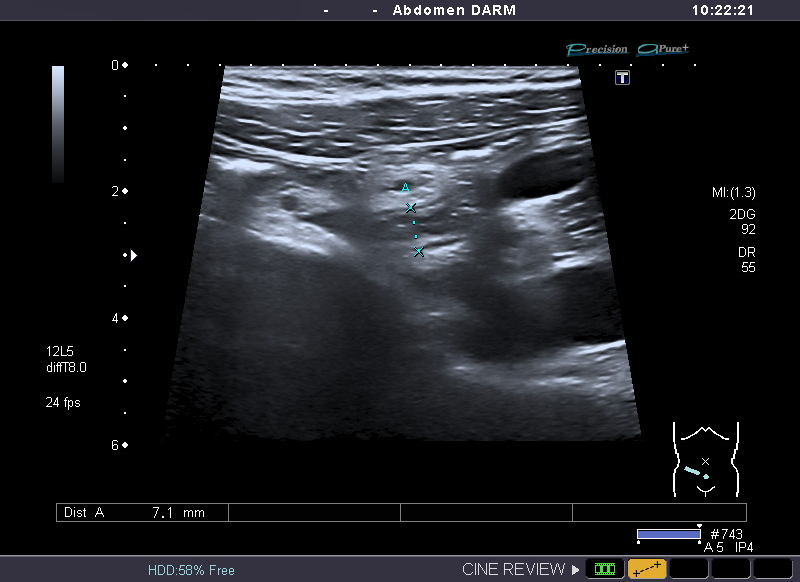 - - Abdomen DARM 10:22:21
Precision APure+
T
0
2
4
6
A
MI:(1.3)
2DG
92
DR
55
12L5
diffT8.0
24 fps
Dist A 7.1 mm
#743
A 5 IP4
HDD:58% Free
CINE REVIEW